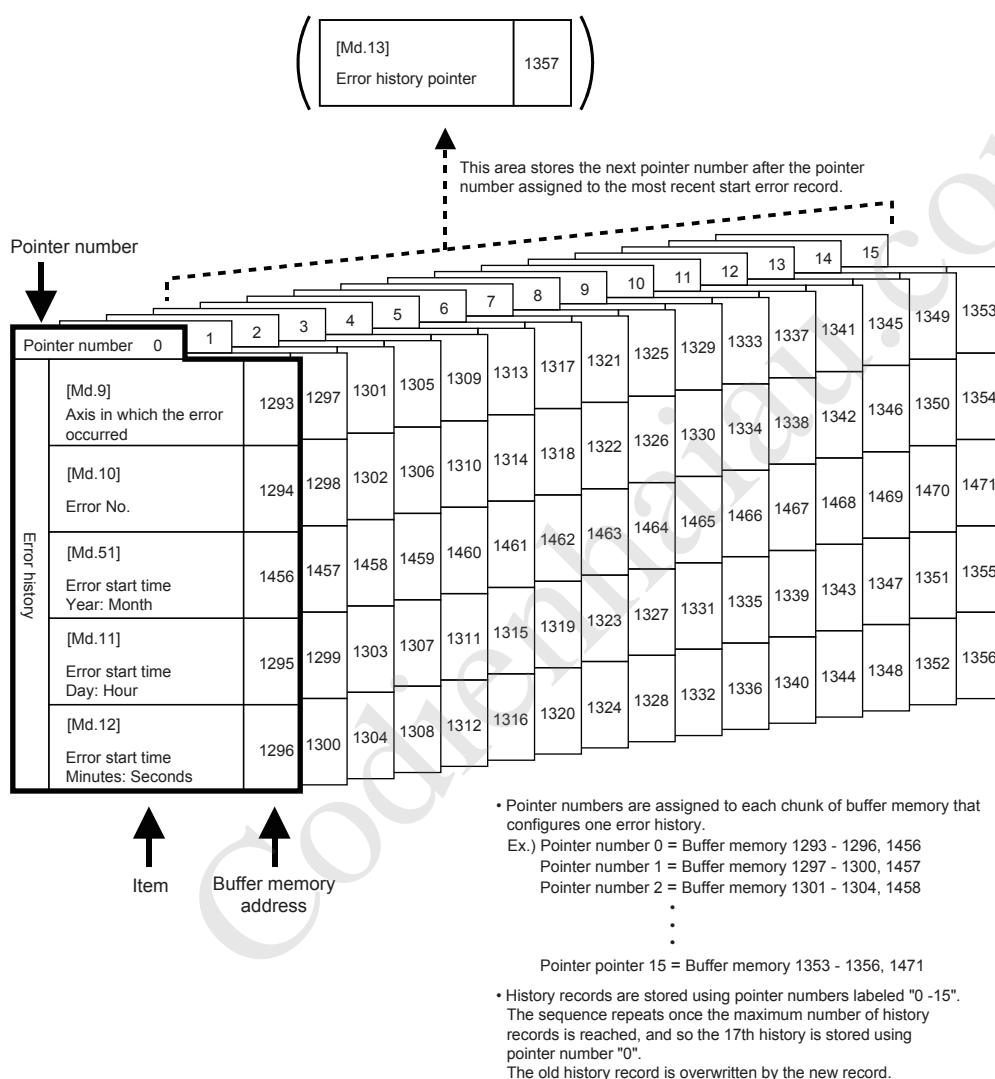 [Md.13]
Error history pointer
1357
This area stores the next pointer number after the pointer
number assigned to the most recent start error record.
Pointer number
Pointer number 0
1 2 3 4 5 6 7 8 9 10 11 12 13 14 15
Error history
[Md.9]
Axis in which the error
occurred
1293 1297 1301 1305 1309 1313 1317 1321 1325 1329 1333 1337 1341 1345 1349 1353
[Md.10]
Error No.
1294 1298 1302 1306 1310 1314 1318 1322 1326 1330 1334 1338 1342 1346 1350 1354
[Md.51]
Error start time
Year: Month
1456 1457 1458 1459 1460 1461 1462 1463 1464 1465 1466 1467 1468 1469 1470 1471
[Md.11]
Error start time
Day: Hour
1295 1299 1303 1307 1311 1315 1319 1323 1327 1331 1335 1339 1343 1347 1351 1355
[Md.12]
Error start time
Minutes: Seconds
1296 1300 1304 1308 1312 1316 1320 1324 1328 1332 1336 1340 1344 1348 1352 1356
Item
Buffer memory
address
• Pointer numbers are assigned to each chunk of buffer memory that
configures one error history.
Ex.) Pointer number 0 = Buffer memory 1293 - 1296, 1456
Pointer number 1 = Buffer memory 1297 - 1300, 1457
Pointer number 2 = Buffer memory 1301 - 1304, 1458
•
•
•
Pointer pointer 15 = Buffer memory 1353 - 1356, 1471
• History records are stored using pointer numbers labeled "0 -15".
The sequence repeats once the maximum number of history
records is reached, and so the 17th history is stored using
pointer number "0".
The old history record is overwritten by the new record.
Codienhaiau.co